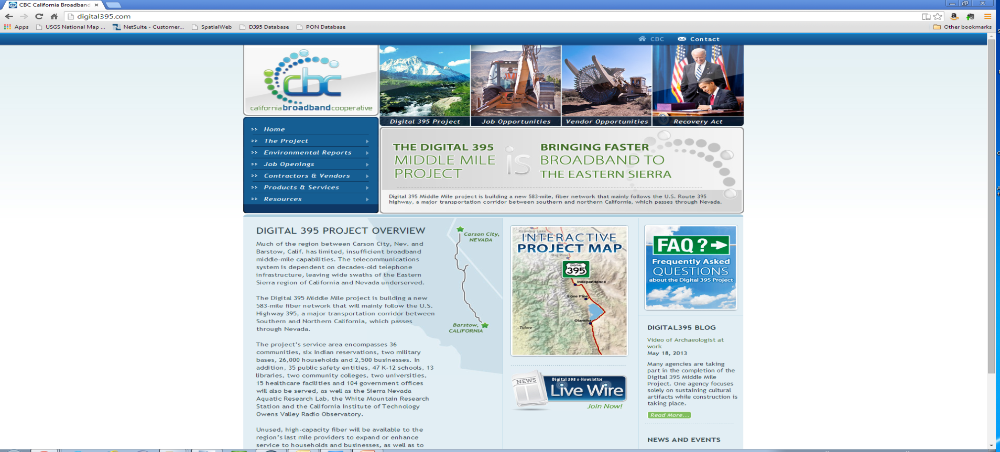 CBC California Broadband
digital395.com
Apps
USGS National Map ...
NetSuite - Customer...
SpatialWeb
D395 Database
PON Database
Other bookmarks
CBC
Contact
cbc
californiabroadbandcooperative
Digital 395 Project
Job Opportunities
Vendor Opportunities
Recovery Act
Home
The Project
Environmental Reports
Job Openings
Contractors & Vendors
Products & Services
Resources
THE DIGITAL 395
MIDDLE MILE
PROJECT
is
BRINGING FASTER
BROADBAND TO
THE EASTERN SIERRA
Digital 395 Middle Mile project is building a new 583-mile, fiber network that mainly follows the U.S. Route 395
highway, a major transportation corridor between southern and northern California, which passes through Nevada.
DIGITAL 395 PROJECT OVERVIEW
Much of the region between Carson City, Nev. and
Barstow, Calif. has limited, insufficient broadband
middle-mile capabilities. The telecommunications
system is dependent on decades-old telephone
infrastructure, leaving wide swaths of the Eastern
Sierra region of California and Nevada underserved.
The Digital 395 Middle Mile project is building a new
583-mile fiber network that will mainly follow the U.S.
Highway 395, a major transportation corridor between
Southern and Northern California, which passes
through Nevada.
The project's service area encompasses 36
communities, six Indian reservations, two military
bases, 26,000 households and 2,500 businesses. In
addition, 35 public safety entities, 47 K-12 schools, 13
libraries, two community colleges, two universities,
15 healthcare facilities and 104 government offices
will also be served, as well as the Sierra Nevada
Aquatic Research Lab, the White Mountain Research
Station and the California Institute of Technology
Owens Valley Radio Observatory.
Unused, high-capacity fiber will be available to the
region's last mile providers to expand or enhance
service to households and businesses, as well as to
Carson City,
NEVADA
Barstow,
CALIFORNIA
Crowley Lake
INTERACTIVE
PROJECT MAP
Big Pine
DIGITAL
395
Independence
Lone Pine
Olancha
Tulare
NEWS
Digital 395 e-Newsletter
Live Wire
Join Now!
FAQ?
Frequently Asked
QUESTIONS
about the Digital 395 Project
DIGITAL395 BLOG
Video of Archaeologist at
work
May 18, 2013
Many agencies are taking
part in the completion of the
Digital 395 Middle Mile
Project. One agency focuses
solely on sustaining cultural
artifacts while construction is
taking place.
Read More...
NEWS AND EVENTS